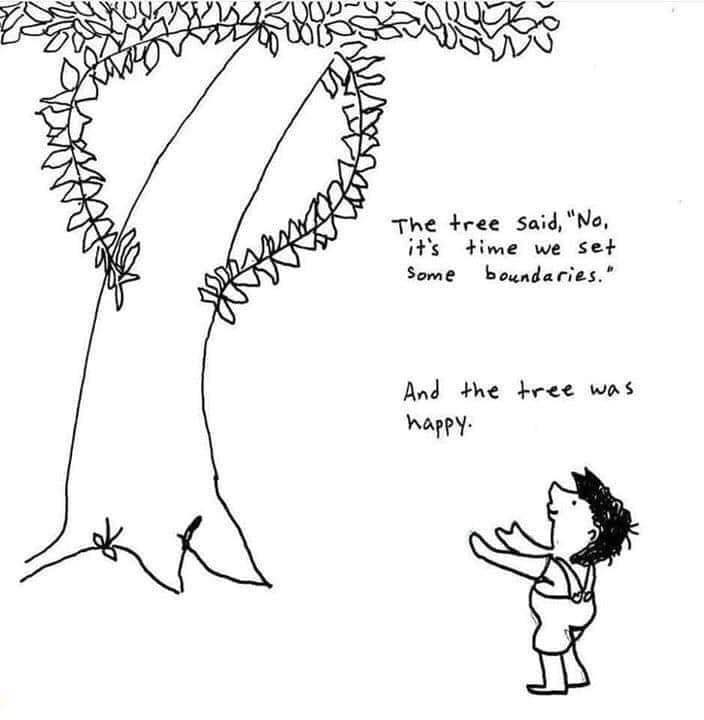 The tree said, "No,
it's time we set
some boundaries."
And the tree was
happy.